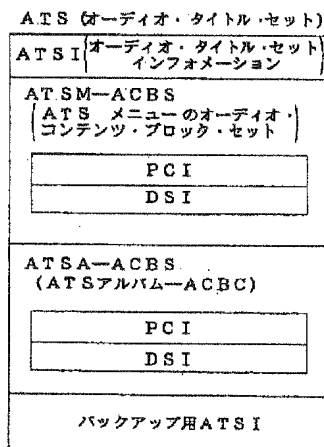 ATS (オーディオ・タイトル・セット)
ATSI(オーディオ・タイトル・セット
インフォメーション)
ATSM—ACBS
(ATS メニューのオーディオ・
コンテンツ・ブロック・セット)
PCI
DSI
ATSA—ACBS
(ATSアルバム—ACBC)
PCI
DSI
バックアップ用ATSI